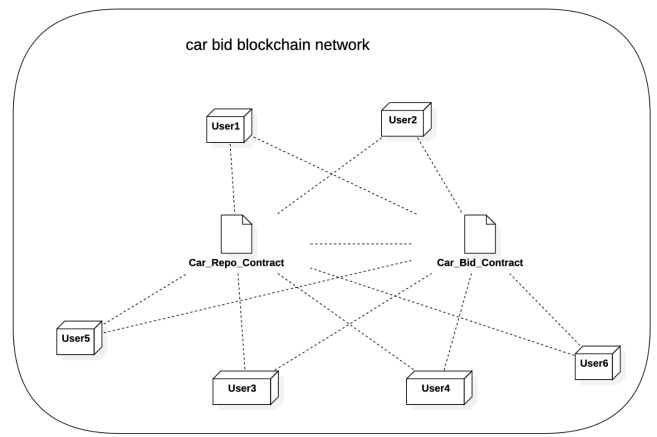 car bid blockchain network
User1
User2
Car_Repo_Contract
Car_Bid_Contract
User5
User6
User3
User4